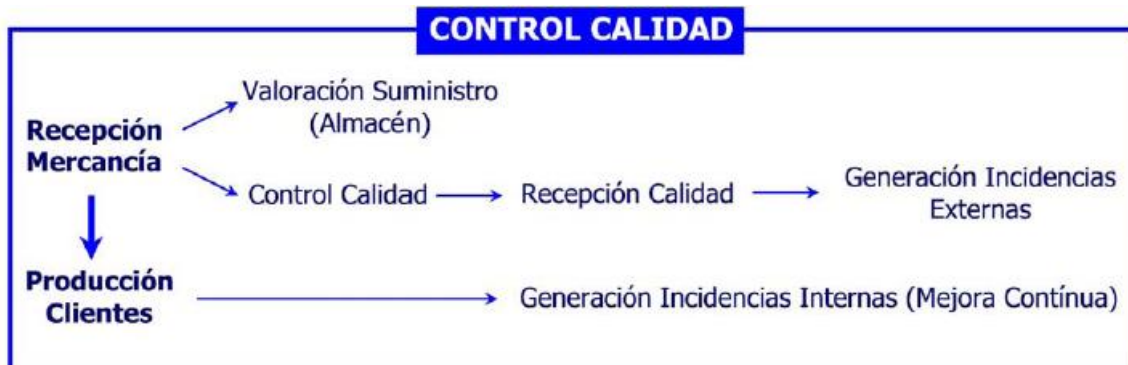 CONTROL CALIDAD
Valoración Suministro
(Almacén)
Recepción
Mercancía
Control Calidad
Recepción Calidad
Generación Incidencias
Externas
Producción
Clientes
Generación Incidencias Internas (Mejora Contínua)